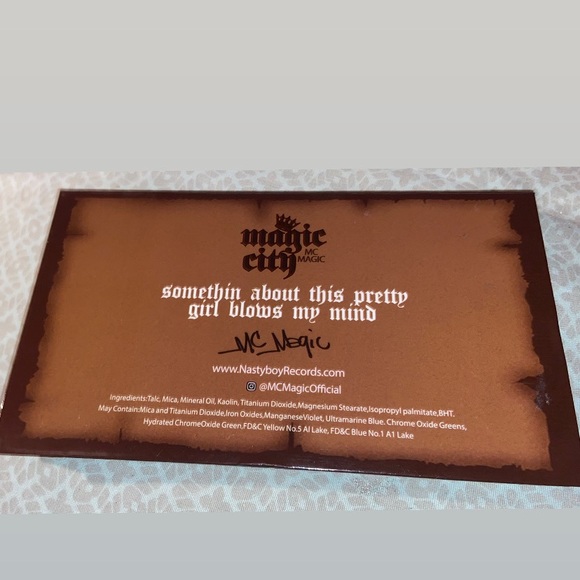 magic
city
MC
MAGIC
somethin about this pretty
girl blows my mind
MC Magic
www.NastyboyRecords.com
@MCMagicOfficial
Ingredients:Talc, Mica, Mineral Oil, Kaolin, Titanium Dioxide,Magnesium Stearate,Isopropyl palmitate,BHT.
May Contain:Mica and Titanium Dioxide,Iron Oxides,ManganeseViolet, Ultramarine Blue. Chrome Oxide Greens,
Hydrated ChromeOxide Green,FD&C Yellow No.5 Al Lake, FD&C Blue No.1 A1 Lake